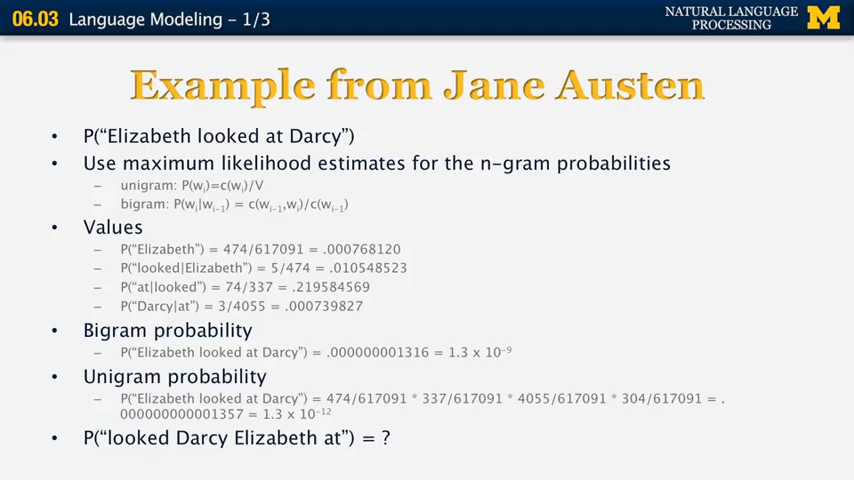 06.03 Language Modeling – 1/3
NATURAL LANGUAGE
PROCESSING
M
Example from Jane Austen
• P(“Elizabeth looked at Darcy”)
• Use maximum likelihood estimates for the n-gram probabilities
– unigram: P(wi)=c(wi)/V
– bigram: P(wi|wi-1) = c(wi-1,wi)/c(wi-1)
• Values
– P(“Elizabeth”) = 474/617091 = .000768120
– P(“looked|Elizabeth”) = 5/474 = .010548523
– P(“at|looked”) = 74/337 = .219584569
– P(“Darcy|at”) = 3/4055 = .000739827
• Bigram probability
– P(“Elizabeth looked at Darcy”) = .000000001316 = 1.3 x 10⁻⁹
• Unigram probability
– P(“Elizabeth looked at Darcy”) = 474/617091 * 337/617091 * 4055/617091 * 304/617091 = .
000000000001357 = 1.3 x 10⁻¹²
• P(“looked Darcy Elizabeth at”) = ?